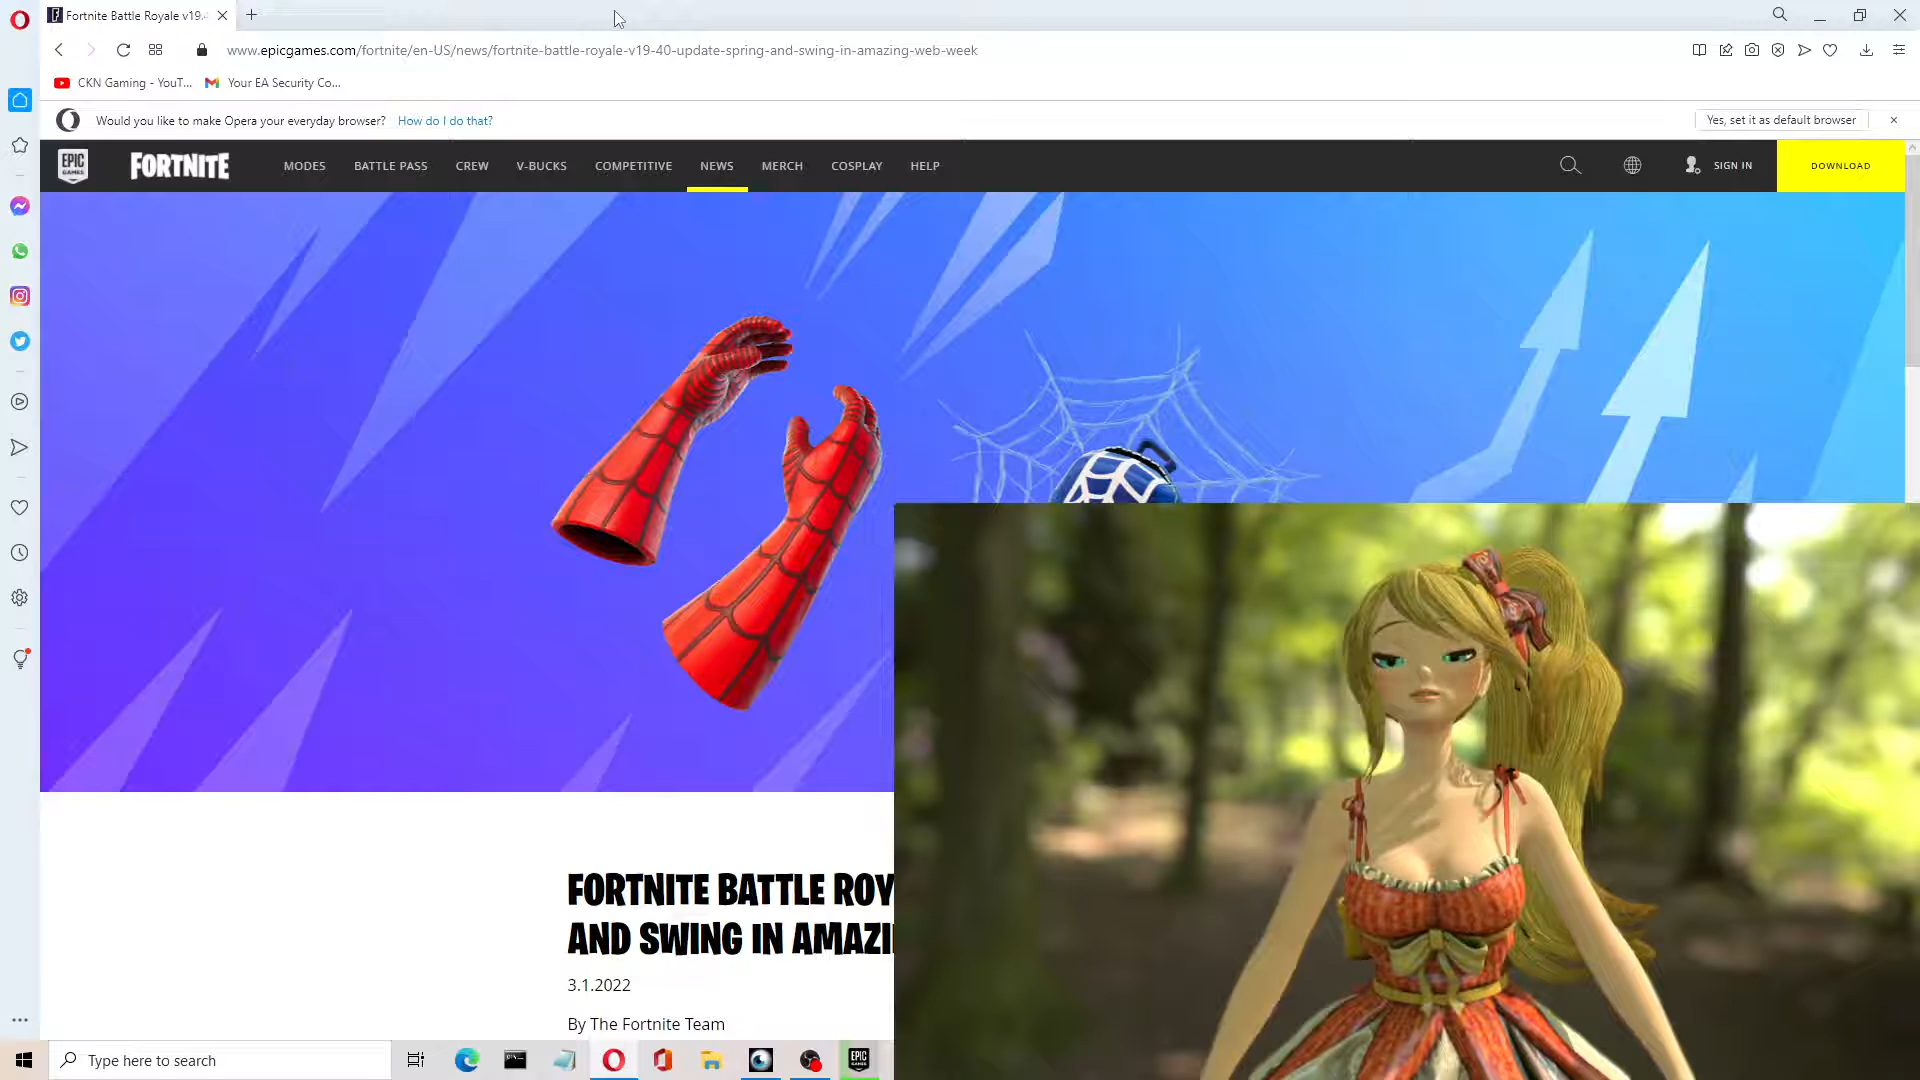 Fortnite Battle Royale v19.4
www.epicgames.com/fortnite/en-US/news/fortnite-battle-royale-v19-40-update-spring-and-swing-in-amazing-web-week
CKN Gaming - YouT...
Your EA Security Co...
Would you like to make Opera your everyday browser? How do I do that?
Yes, set it as default browser
EPIC GAMES
FORTNITE
MODES
BATTLE PASS
CREW
V-BUCKS
COMPETITIVE
NEWS
MERCH
COSPLAY
HELP
SIGN IN
DOWNLOAD
FORTNITE BATTLE ROY
AND SWING IN AMAZI
3.1.2022
By The Fortnite Team
Type here to search
EPIC GAMES